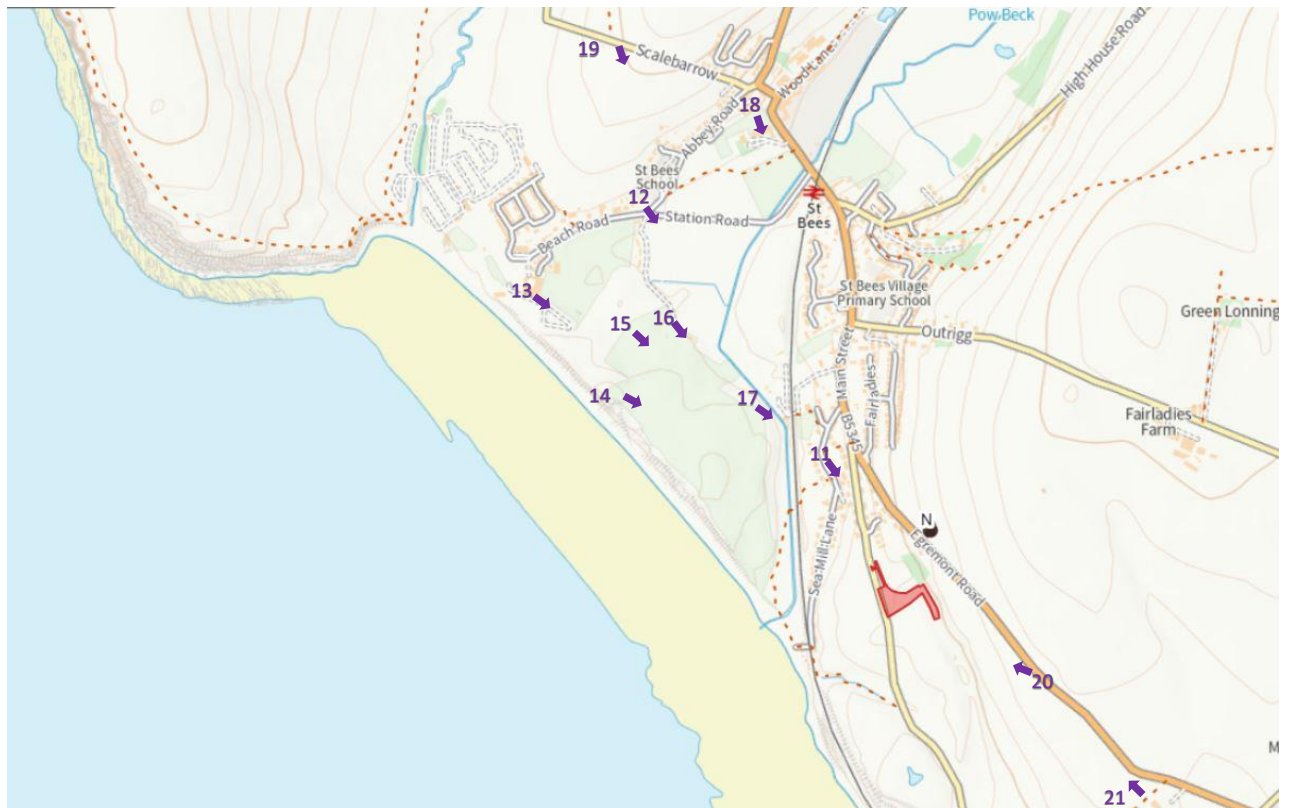 Pow Beck
High House Road
19
Scalebarrow
Wood Lane
18
Abbey Road
St Bees
School
12
Station Road
Beach Road
St
Bees
13
St Bees Village
Primary School
Green Lonning
15
16
Outrigg
Main Street
Fairladies
14
17
B5345
Fairladies
Farm
11
N
Sea Mill Lane
Egremont Road
20
M
21